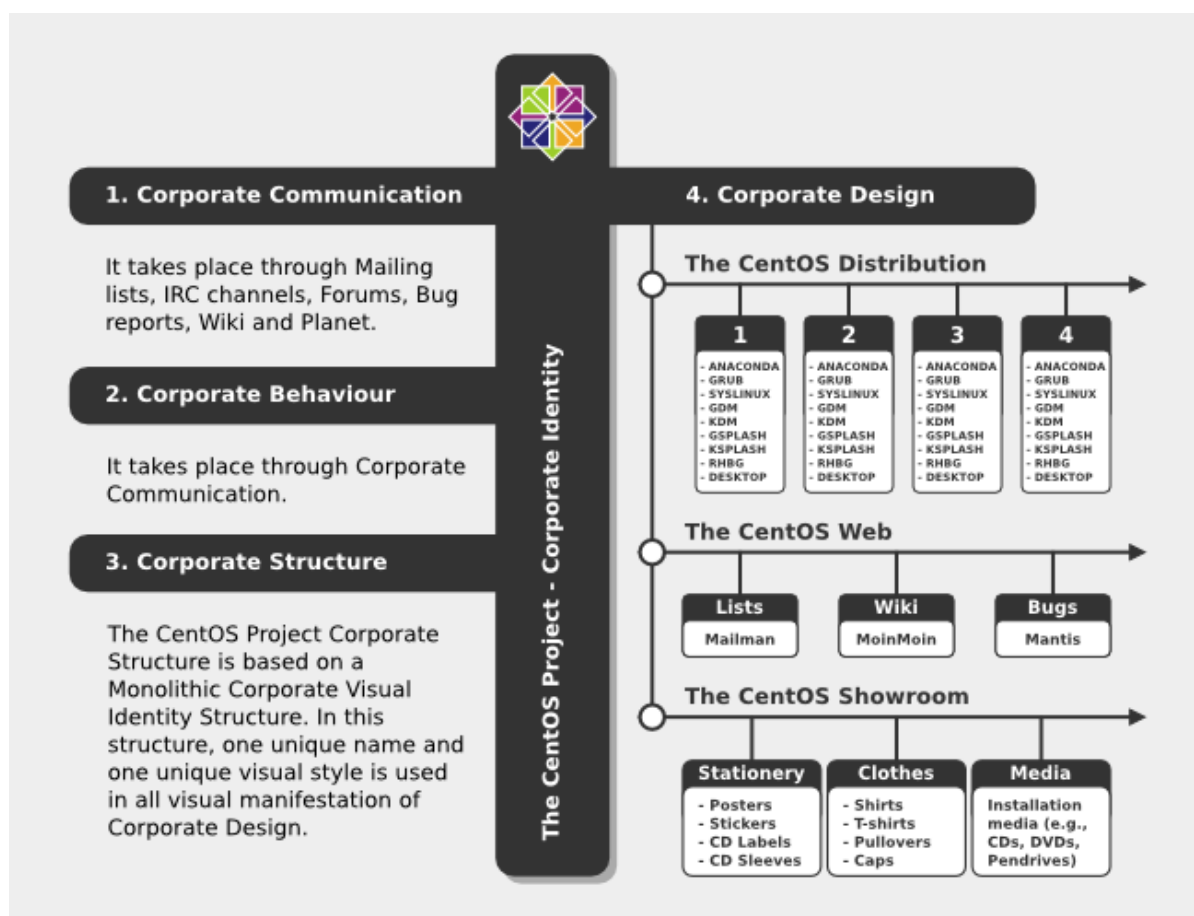 1. Corporate Communication
It takes place through Mailing
lists, IRC channels, Forums, Bug
reports, Wiki and Planet.
2. Corporate Behaviour
It takes place through Corporate
Communication.
3. Corporate Structure
The CentOS Project Corporate
Structure is based on a
Monolithic Corporate Visual
Identity Structure. In this
structure, one unique name and
one unique visual style is used
in all visual manifestation of
Corporate Design.
The CentOS Project - Corporate Identity
4. Corporate Design
The CentOS Distribution
1
- ANACONDA
- GRUB
- SYSLINUX
- GDM
- KDM
- GSPLASH
- KSPLASH
- RHBG
- DESKTOP
2
- ANACONDA
- GRUB
- SYSLINUX
- GDM
- KDM
- GSPLASH
- KSPLASH
- RHBG
- DESKTOP
3
- ANACONDA
- GRUB
- SYSLINUX
- GDM
- KDM
- GSPLASH
- KSPLASH
- RHBG
- DESKTOP
4
- ANACONDA
- GRUB
- SYSLINUX
- GDM
- KDM
- GSPLASH
- KSPLASH
- RHBG
- DESKTOP
The CentOS Web
Lists
Mailman
Wiki
MoinMoin
Bugs
Mantis
The CentOS Showroom
Stationery
- Posters
- Stickers
- CD Labels
- CD Sleeves
Clothes
- Shirts
- T-shirts
- Pullovers
- Caps
Media
Installation
media (e.g.,
CDs, DVDs,
Pendrives)